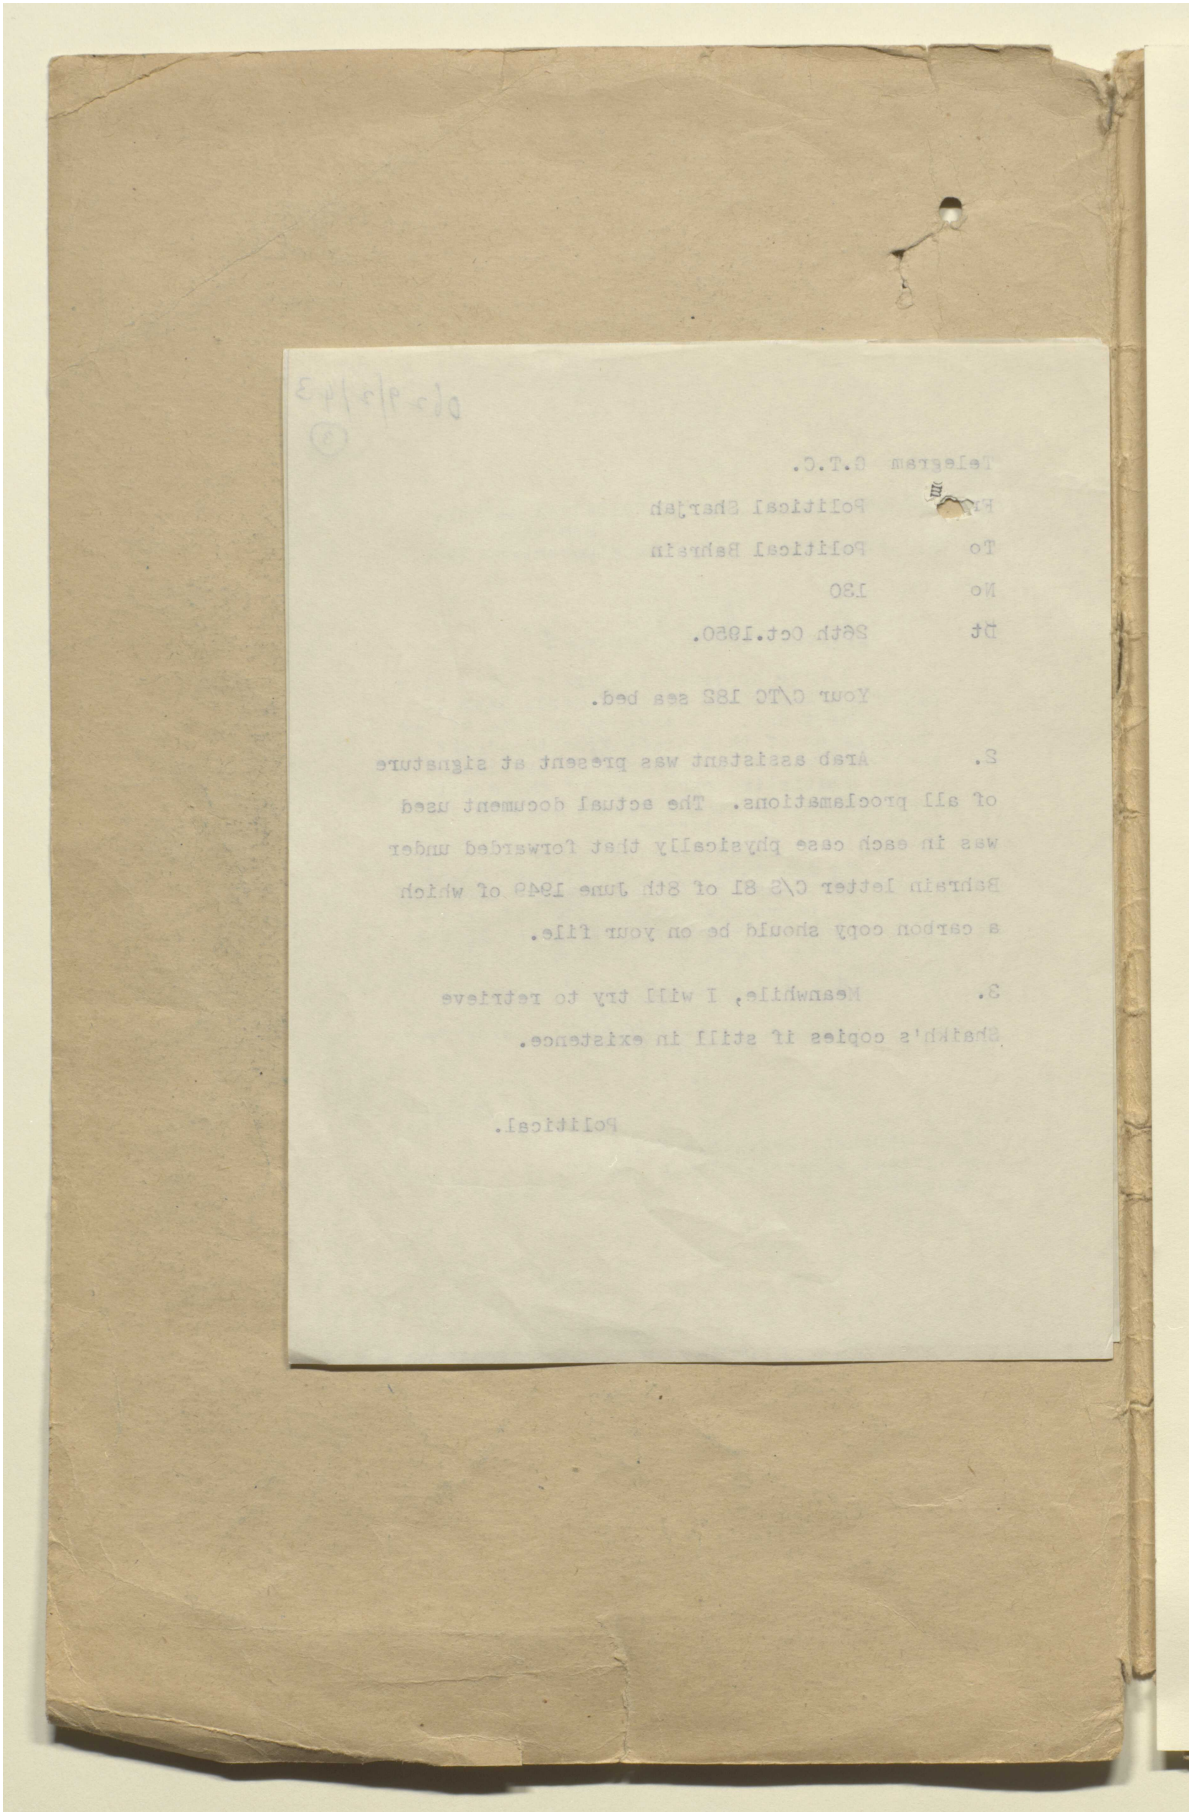 Telegram G.T.C.
Fr Political Sharjah
To Political Bahrain
No 130
Dt 26th Oct.1950.
Your C/TC 182 sea bed.
2. Arab assistant was present at signature
of all proclamations. The actual document used
was in each case physically that forwarded under
Bahrain letter C/S 81 of 8th June 1949 of which
a carbon copy should be on your file.
3. Meanwhile, I will try to retrieve
Shaikh's copies if still in existence.
Political.